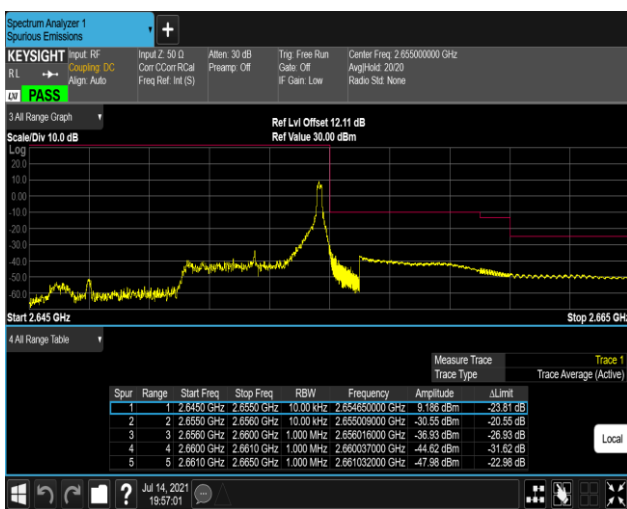 Spectrum Analyzer 1
Spurious Emissions
KEYSIGHT Input: RF Input Z: 50 Ω Atten: 30 dB Trig: Free Run Center Freq: 2.655000000 GHz
RL Coupling: DC Corr CCorr RCal Preamp: Off Gate: Off Avg|Hold: 20/20
Align: Auto Freq Ref: Int (S) IF Gain: Low Radio Std: None
LXI PASS
3 All Range Graph Ref Lvl Offset 12.11 dB
Scale/Div 10.0 dB Ref Value 30.00 dBm
Log
20.0
10.0
0.00
-10.0
-20.0
-30.0
-40.0
-50.0
-60.0
Start 2.645 GHz Stop 2.665 GHz
4 All Range Table
Measure Trace Trace 1
Trace Type Trace Average (Active)
Spur Range Start Freq Stop Freq RBW Frequency Amplitude ΔLimit
1 1 2.6450 GHz 2.6550 GHz 10.00 kHz 2.654650000 GHz 9.186 dBm -23.81 dB
2 2 2.6550 GHz 2.6560 GHz 10.00 kHz 2.655009000 GHz -30.55 dBm -20.55 dB
3 3 2.6560 GHz 2.6600 GHz 1.000 MHz 2.656016000 GHz -36.93 dBm -26.93 dB
4 4 2.6600 GHz 2.6610 GHz 1.000 MHz 2.660037000 GHz -44.62 dBm -31.62 dB
5 5 2.6610 GHz 2.6650 GHz 1.000 MHz 2.661032000 GHz -47.98 dBm -22.98 dB
Local
Jul 14, 2021
19:57:01